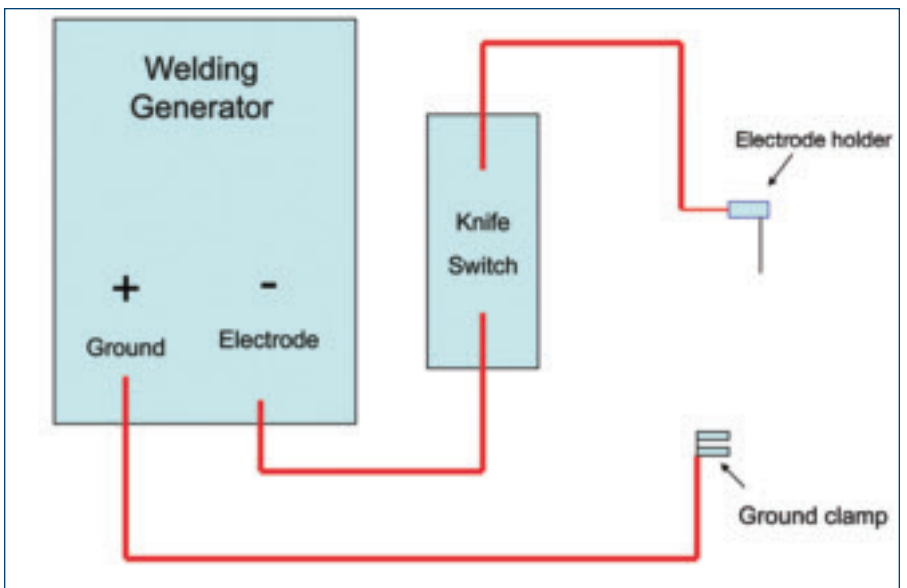 Welding
Generator
+
-
Ground
Electrode
Knife
Switch
Electrode holder
Ground clamp